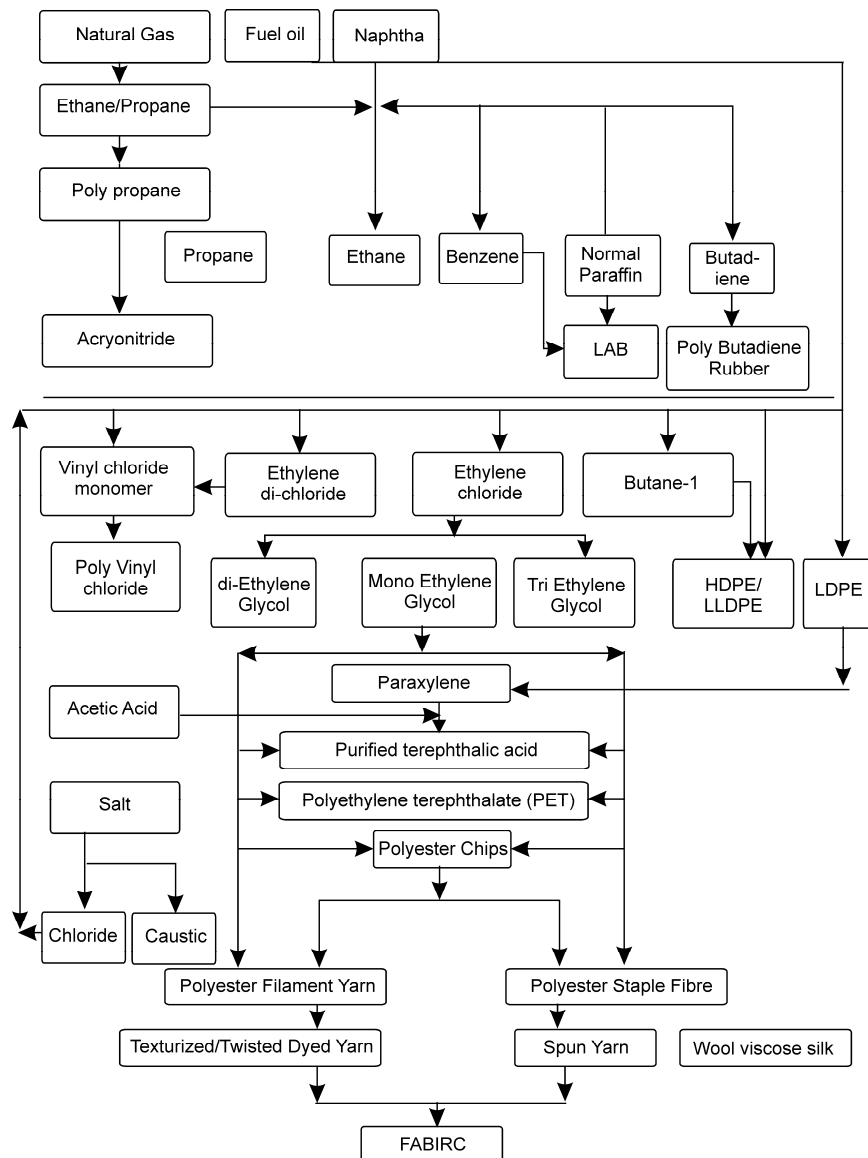 Natural Gas
Fuel oil
Naphtha
Ethane/Propane
Poly propane
Propane
Ethane
Benzene
Normal
Paraffin
Butad-
iene
Acryonitride
LAB
Poly Butadiene
Rubber
Vinyl chloride
monomer
Ethylene
di-chloride
Ethylene
chloride
Butane-1
Poly Vinyl
chloride
di-Ethylene
Glycol
Mono Ethylene
Glycol
Tri Ethylene
Glycol
HDPE/
LLDPE
LDPE
Paraxylene
Acetic Acid
Purified terephthalic acid
Salt
Polyethylene terephthalate (PET)
Polyester Chips
Chloride
Caustic
Polyester Filament Yarn
Polyester Staple Fibre
Texturized/Twisted Dyed Yarn
Spun Yarn
Wool viscose silk
FABIRC